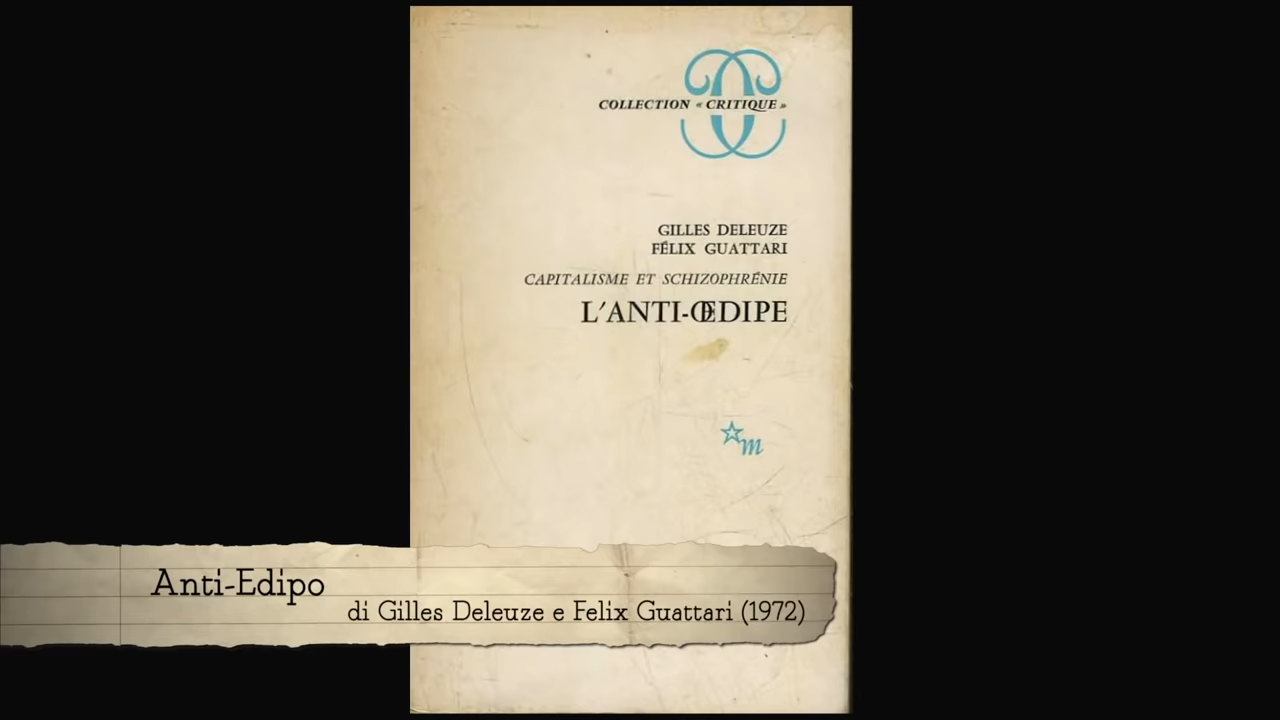 COLLECTION « CRITIQUE »
GILLES DELEUZE
FÉLIX GUATTARI
CAPITALISME ET SCHIZOPHRÉNIE
L'ANTI-ŒDIPE
m
Anti-Edipo
di Gilles Deleuze e Felix Guattari (1972)